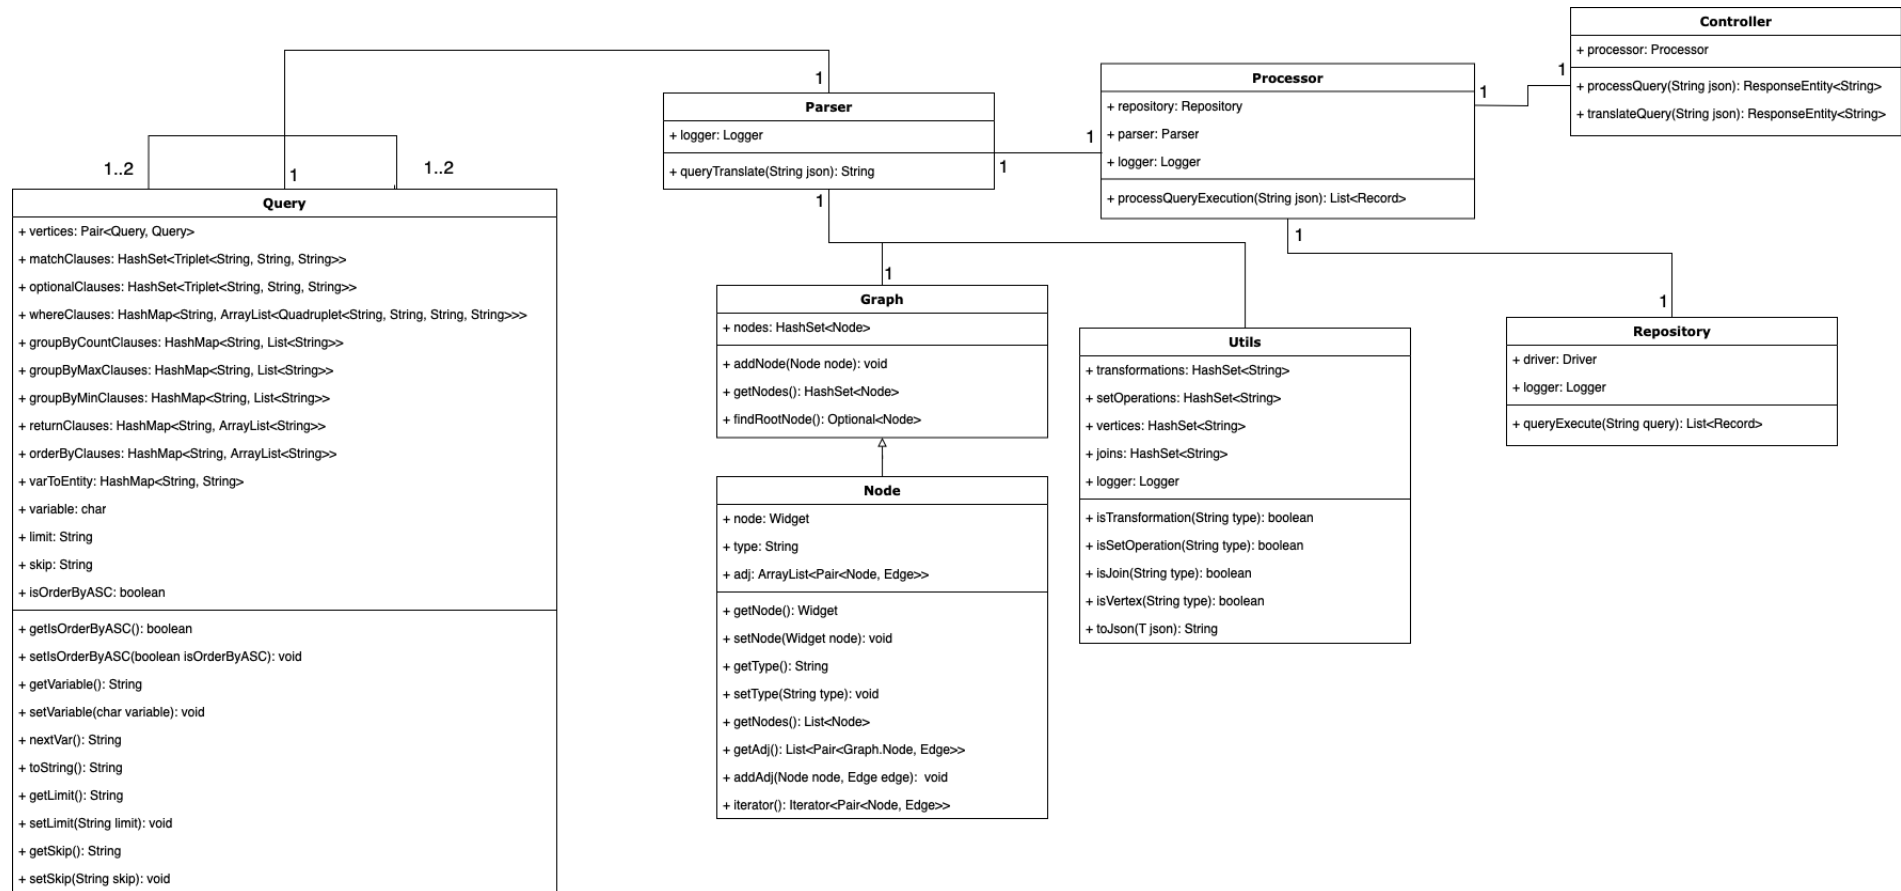 Controller
+ processor: Processor
+ processQuery(String json): ResponseEntity<String>
+ translateQuery(String json): ResponseEntity<String>
1
1
Processor
+ repository: Repository
+ parser: Parser
+ logger: Logger
+ processQueryExecution(String json): List<Record>
1
1
1
Parser
+ logger: Logger
+ queryTranslate(String json): String
1
1
1..2
1
1..2
Query
+ vertices: Pair<Query, Query>
+ matchClauses: HashSet<Triplet<String, String, String>>
+ optionalClauses: HashSet<Triplet<String, String, String>>
+ whereClauses: HashMap<String, ArrayList<Quadruplet<String, String, String, String>>>
+ groupByCountClauses: HashMap<String, List<String>>
+ groupByMaxClauses: HashMap<String, List<String>>
+ groupByMinClauses: HashMap<String, List<String>>
+ returnClauses: HashMap<String, ArrayList<String>>
+ orderByClauses: HashMap<String, ArrayList<String>>
+ varToEntity: HashMap<String, String>
+ variable: char
+ limit: String
+ skip: String
+ isOrderByASC: boolean
+ getIsOrderByASC(): boolean
+ setIsOrderByASC(boolean isOrderByASC): void
+ getVariable(): String
+ setVariable(char variable): void
+ nextVar(): String
+ toString(): String
+ getLimit(): String
+ setLimit(String limit): void
+ getSkip(): String
+ setSkip(String skip): void
1
Graph
+ nodes: HashSet<Node>
+ addNode(Node node): void
+ getNodes(): HashSet<Node>
+ findRootNode(): Optional<Node>
Node
+ node: Widget
+ type: String
+ adj: ArrayList<Pair<Node, Edge>>
+ getNode(): Widget
+ setNode(Widget node): void
+ getType(): String
+ setType(String type): void
+ getNodes(): List<Node>
+ getAdj(): List<Pair<Graph.Node, Edge>>
+ addAdj(Node node, Edge edge): void
+ iterator(): Iterator<Pair<Node, Edge>>
Utils
+ transformations: HashSet<String>
+ setOperations: HashSet<String>
+ vertices: HashSet<String>
+ joins: HashSet<String>
+ logger: Logger
+ isTransformation(String type): boolean
+ isSetOperation(String type): boolean
+ isJoin(String type): boolean
+ isVertex(String type): boolean
+ toJson(T json): String
1
Repository
+ driver: Driver
+ logger: Logger
+ queryExecute(String query): List<Record>